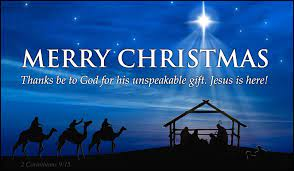 MERRY CHRISTMAS
Thanks be to God for his unspeakable gift. Jesus is here!
2 Corinthians 9:15